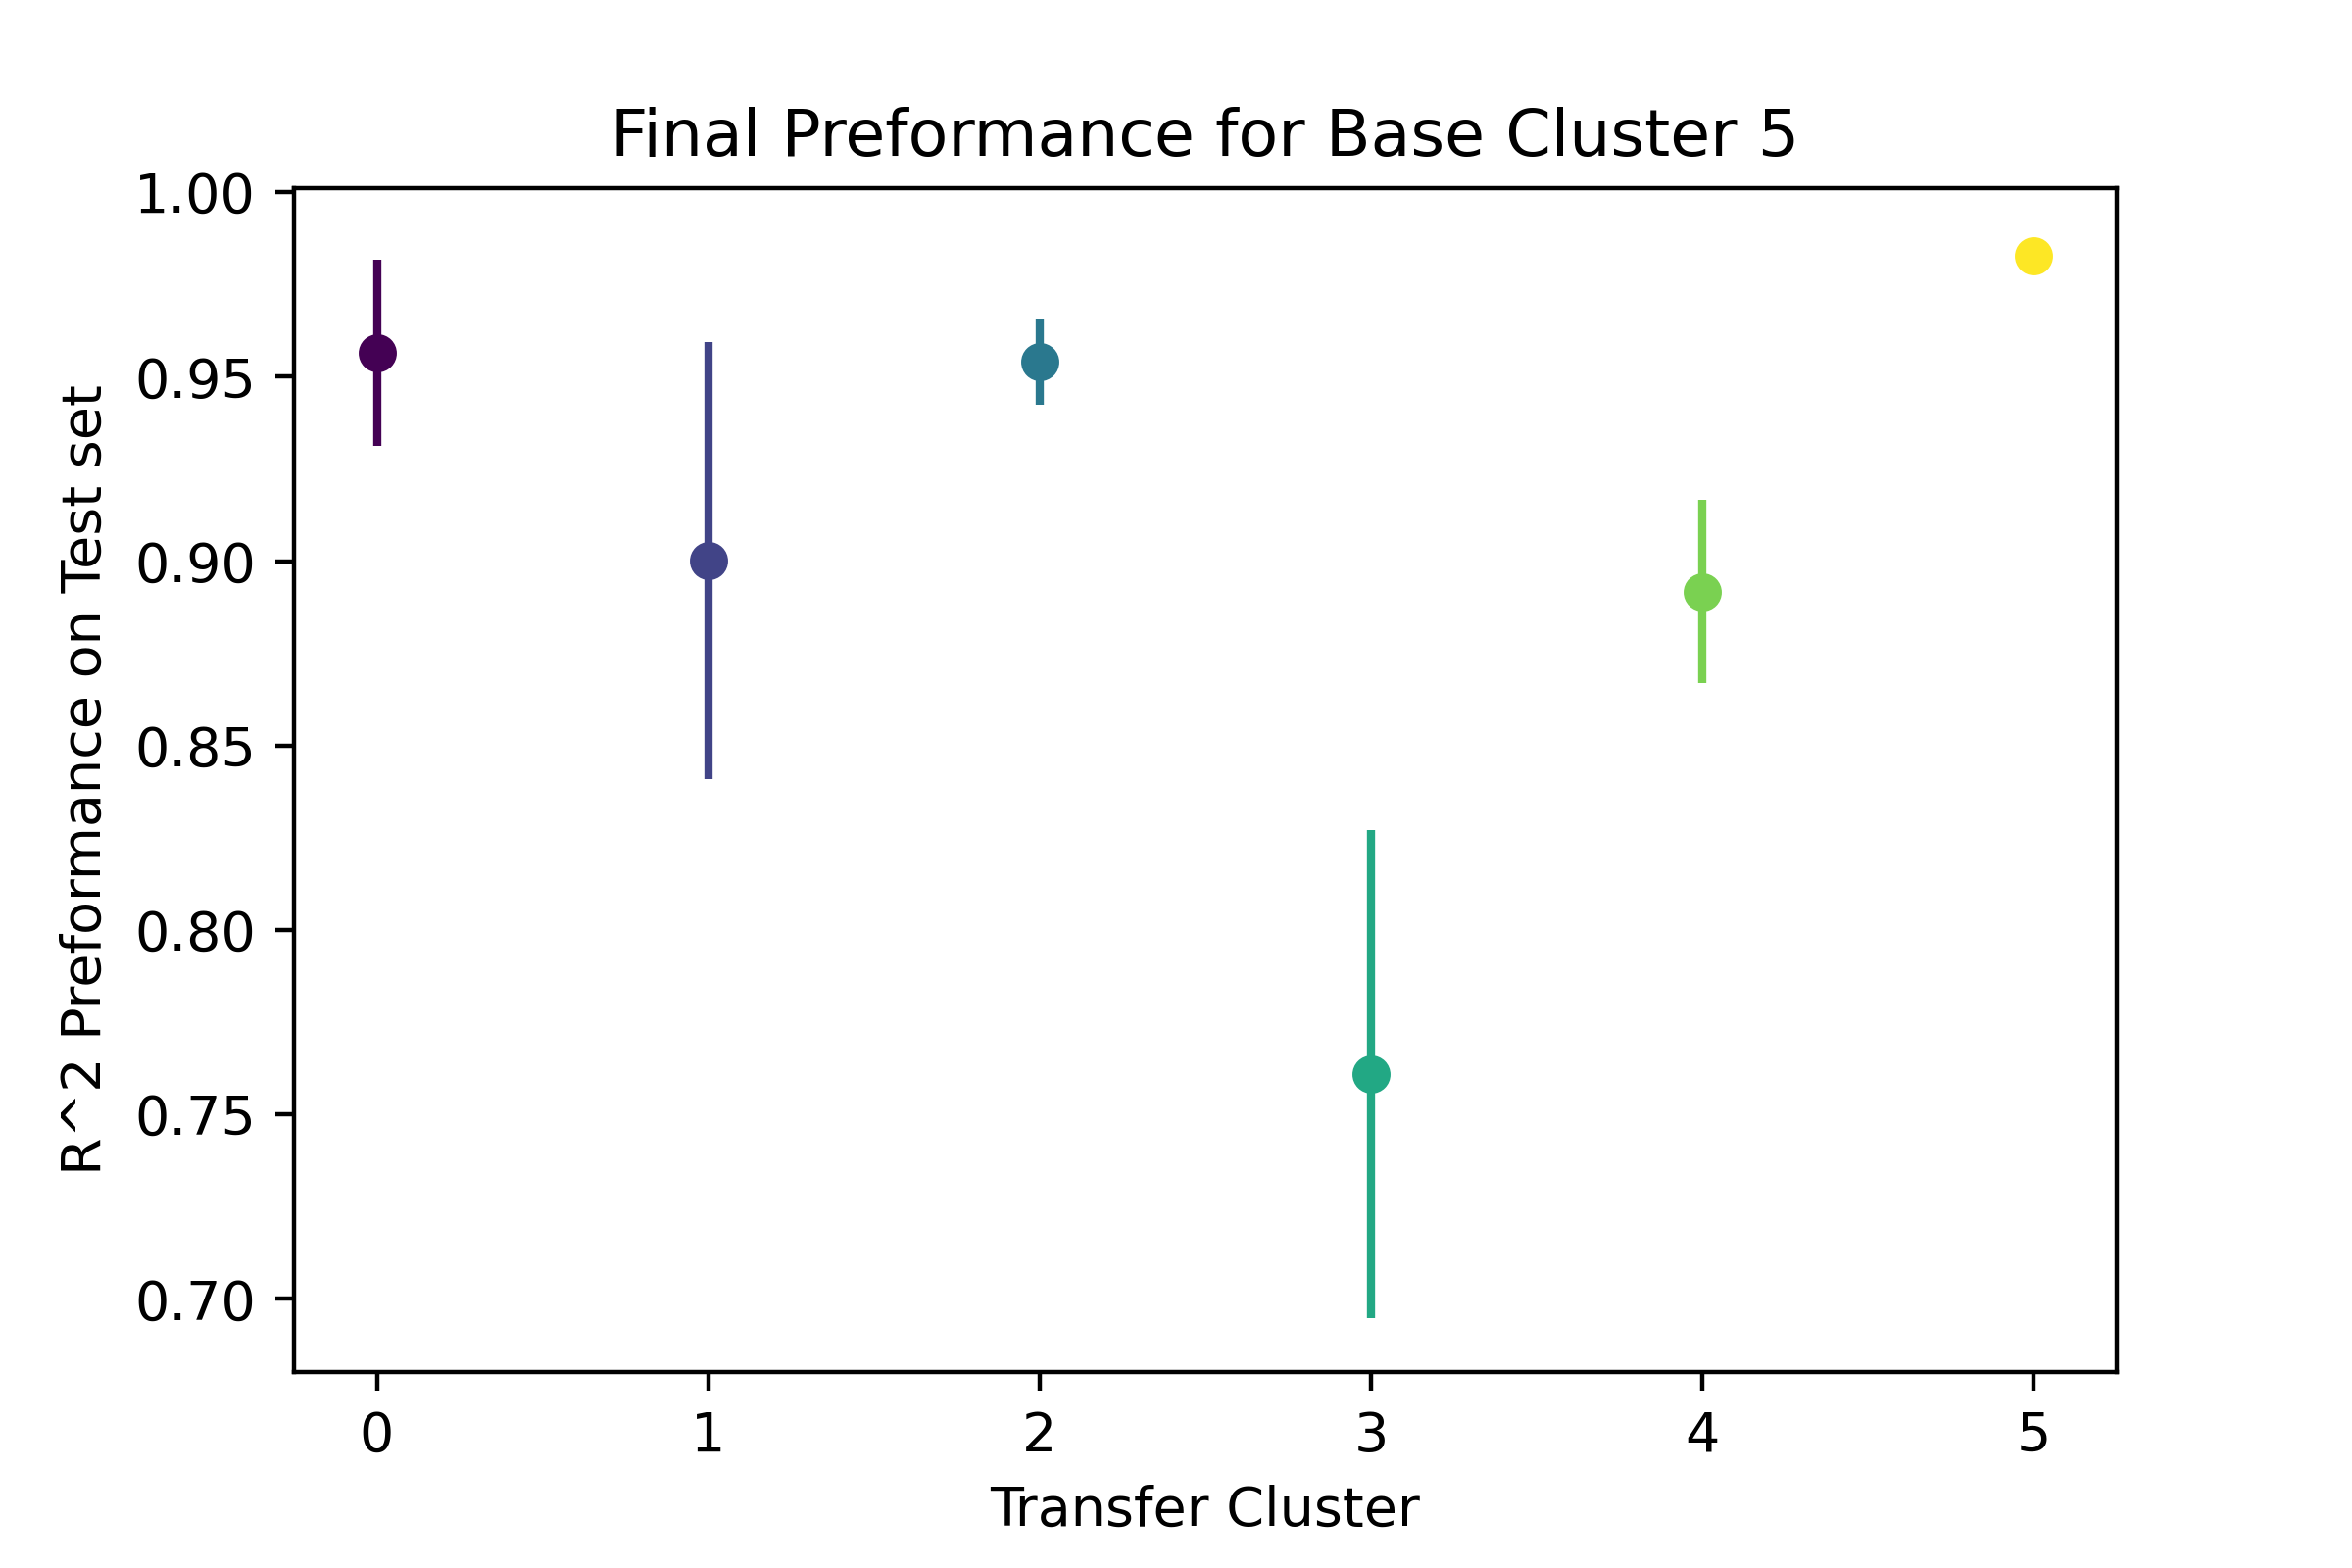 Final Preformance for Base Cluster 5
R^2 Preformance on Test set
1.00
0.95
0.90
0.85
0.80
0.75
0.70
0 1 2 3 4 5
Transfer Cluster